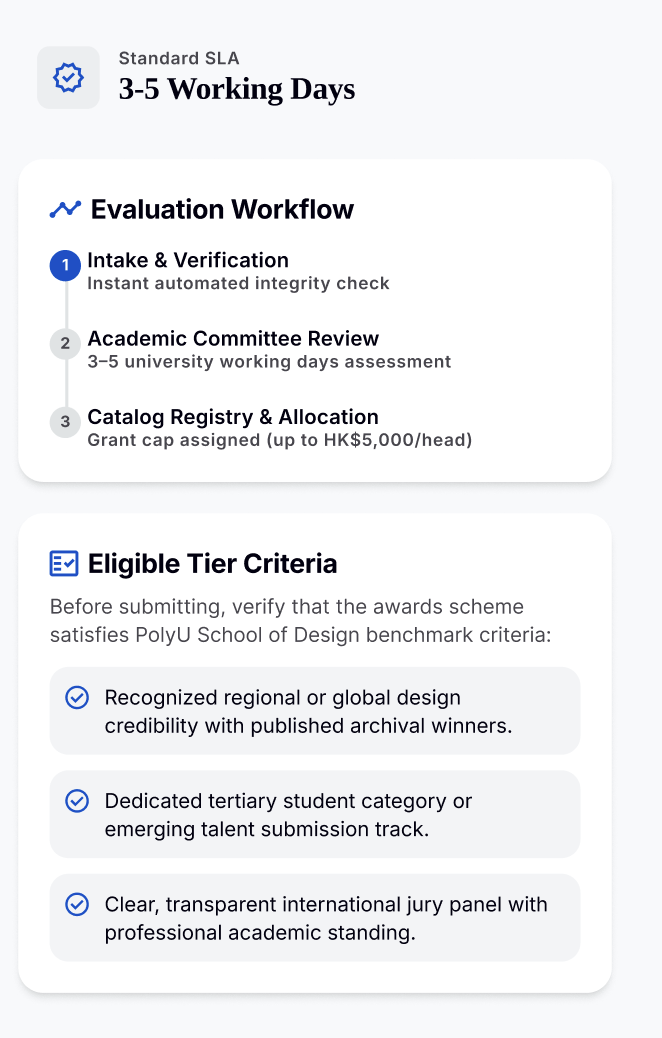 Standard SLA
3-5 Working Days
Evaluation Workflow
1
Intake & Verification
Instant automated integrity check
2
Academic Committee Review
3–5 university working days assessment
3
Catalog Registry & Allocation
Grant cap assigned (up to HK$5,000/head)
Eligible Tier Criteria
Before submitting, verify that the awards scheme
satisfies PolyU School of Design benchmark criteria:
Recognized regional or global design
credibility with published archival winners.
Dedicated tertiary student category or
emerging talent submission track.
Clear, transparent international jury panel with
professional academic standing.